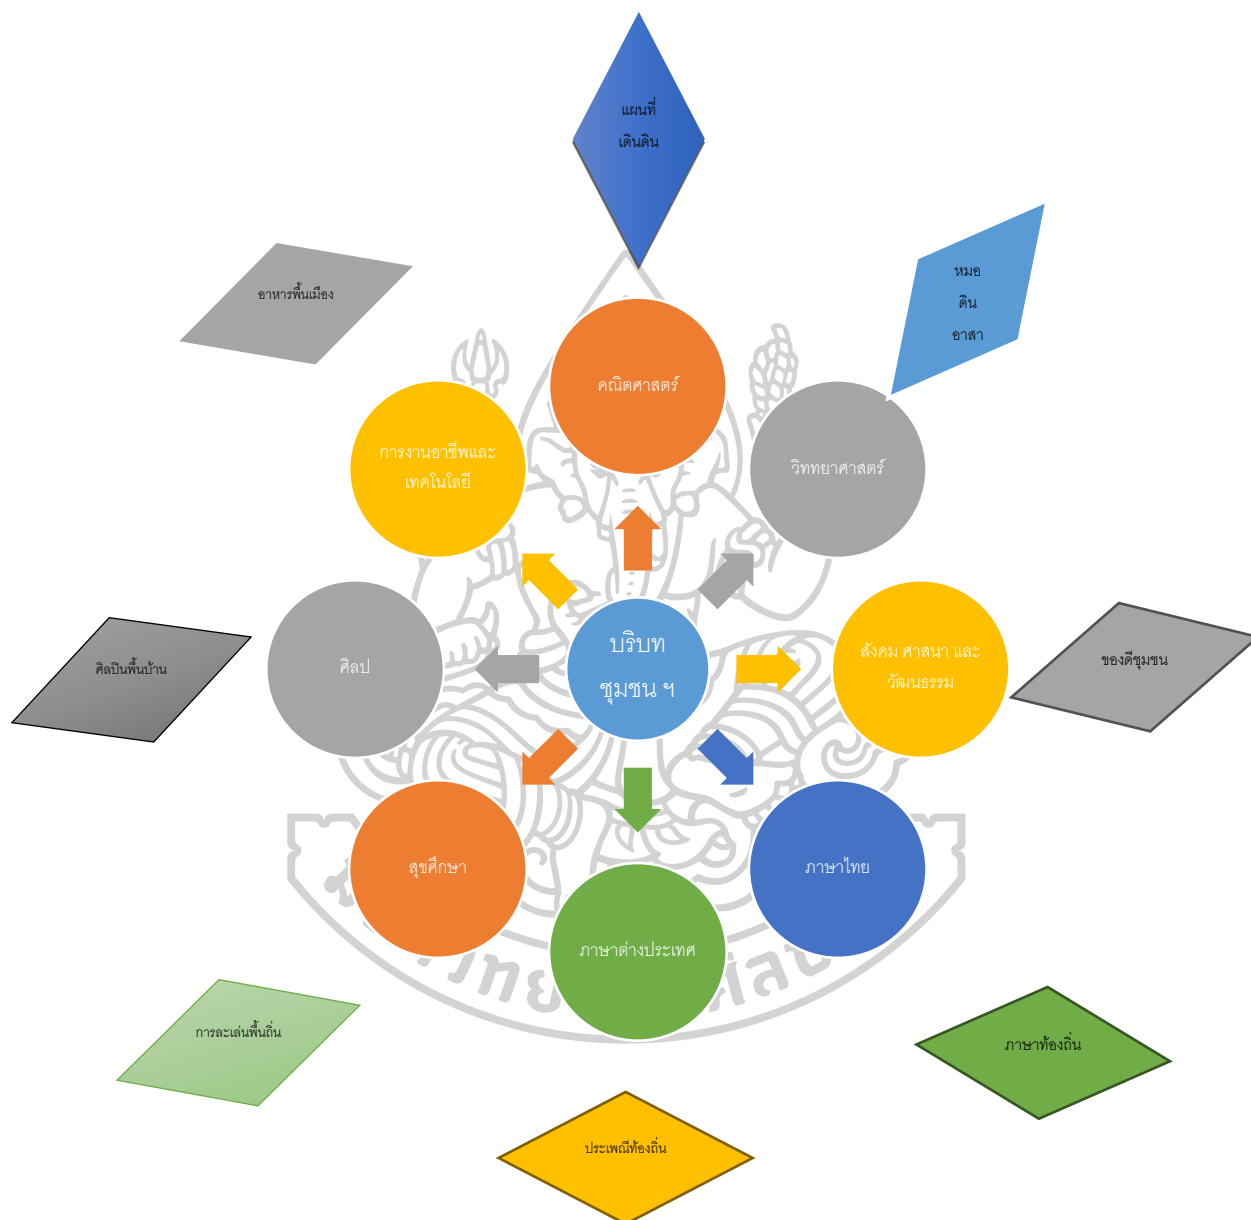 แผนที่
เดินดิน
หมอ
ดิน
อาสา
อาหารพื้นเมือง
คณิตศาสตร์
การงานอาชีพและ
เทคโนโลยี
วิทยาศาสตร์
บริบท
ชุมชน ฯ
สังคม ศาสนา และ
วัฒนธรรม
ของดีชุมชน
ศิลป
ศิลปินพื้นบ้าน
สุขศึกษา
ภาษาไทย
ภาษาต่างประเทศ
การละเล่นพื้นถิ่น
ภาษาท้องถิ่น
ประเพณีท้องถิ่น